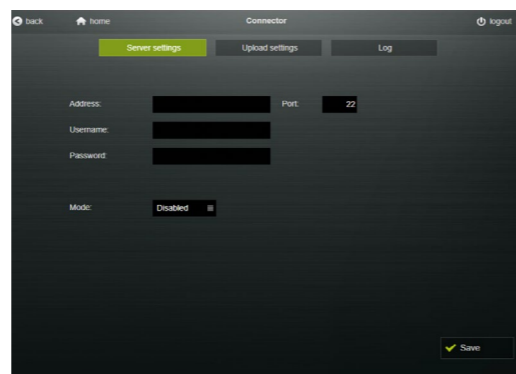 back home Connector logout
Server settings Upload settings Log
Address: Port: 22
Username:
Password:
Mode: Disabled
Save